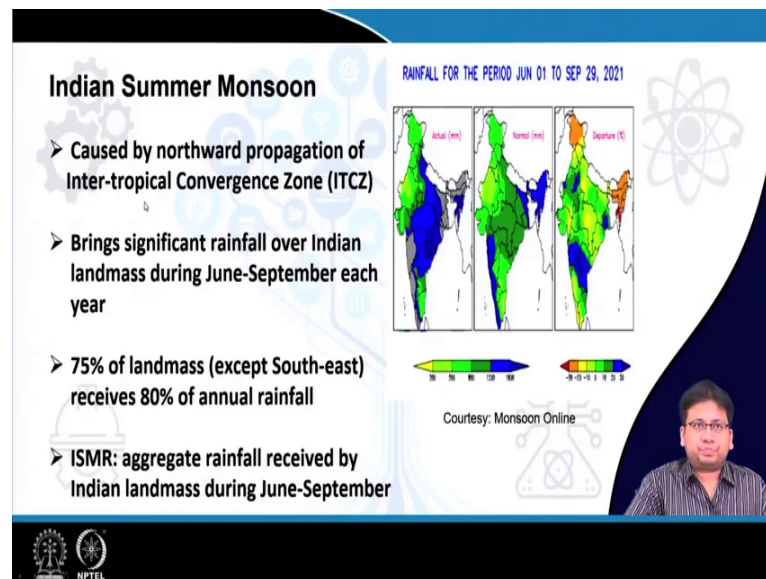 Indian Summer Monsoon
➢ Caused by northward propagation of
Inter-tropical Convergence Zone (ITCZ)
➢ Brings significant rainfall over Indian
landmass during June-September each
year
➢ 75% of landmass (except South-east)
receives 80% of annual rainfall
➢ ISMR: aggregate rainfall received by
Indian landmass during June-September
RAINFALL FOR THE PERIOD JUN 01 TO SEP 29, 2021
Actual (mm) Normal (mm) Departure (%)
Courtesy: Monsoon Online
NPTEL